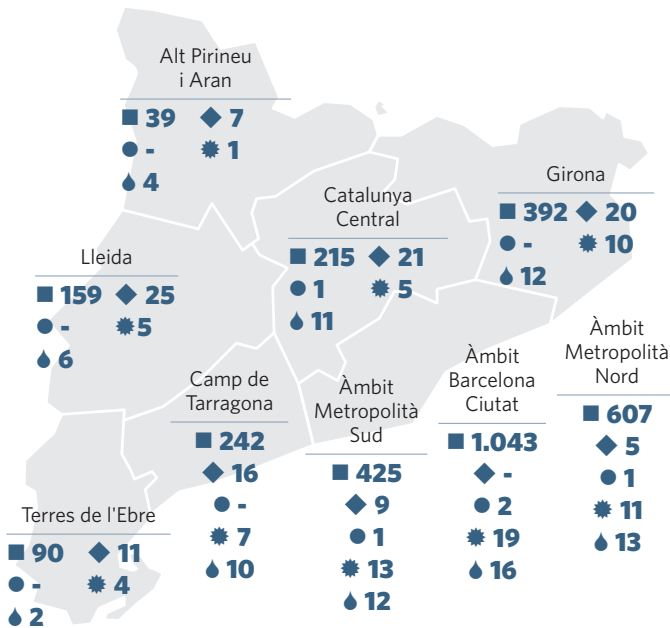 Alt Pirineu
i Aran
■ 39 ◆ 7
● - ✹ 1
💧 4
Girona
■ 392 ◆ 20
● - ✹ 10
💧 12
Catalunya
Central
■ 215 ◆ 21
● 1 ✹ 5
💧 11
Lleida
■ 159 ◆ 25
● - ✹ 5
💧 6
Camp de
Tarragona
■ 242
◆ 16
● -
✹ 7
💧 10
Àmbit
Metropolità
Sud
■ 425
◆ 9
● 1
✹ 13
💧 12
Àmbit
Barcelona
Ciutat
■ 1.043
◆ -
● 2
✹ 19
💧 16
Àmbit
Metropolità
Nord
■ 607
◆ 5
● 1
✹ 11
💧 13
Terres de l'Ebre
■ 90 ◆ 11
● - ✹ 4
💧 2